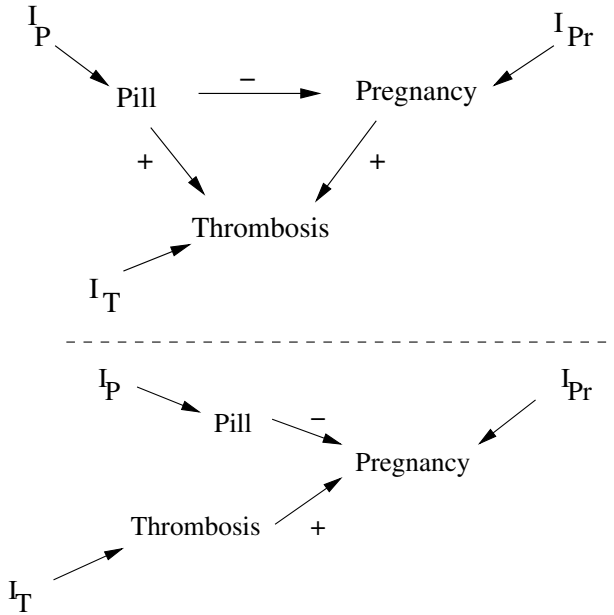 I_P I_Pr
Pill − Pregnancy
+ +
Thrombosis
I_T
I_P I_Pr
Pill −
Pregnancy
Thrombosis +
I_T